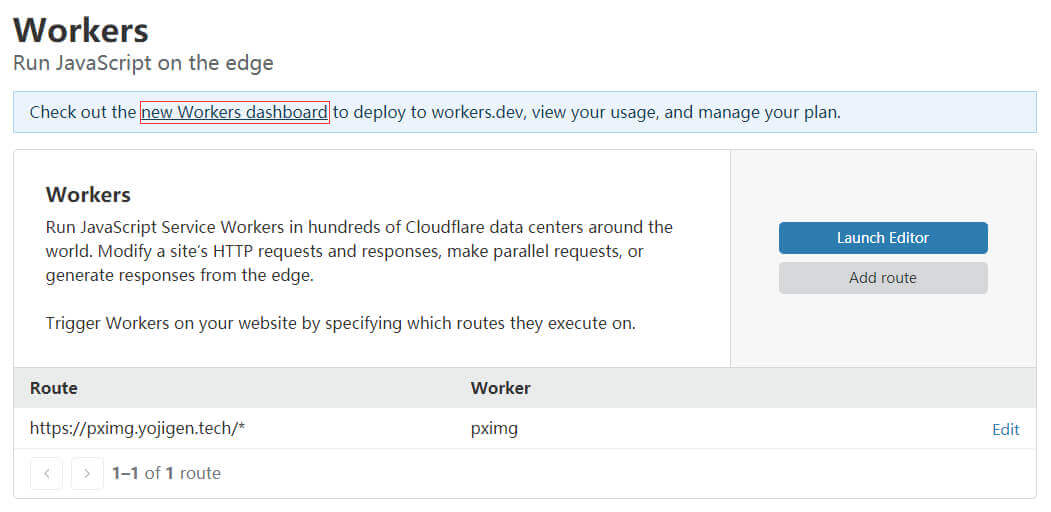 Workers
Run JavaScript on the edge
Check out the new Workers dashboard to deploy to workers.dev, view your usage, and manage your plan.
Workers
Run JavaScript Service Workers in hundreds of Cloudflare data centers around the
world. Modify a site's HTTP requests and responses, make parallel requests, or
generate responses from the edge.
Trigger Workers on your website by specifying which routes they execute on.
Launch Editor
Add route
Route Worker
https://pximg.yojigen.tech/* pximg Edit
1–1 of 1 route